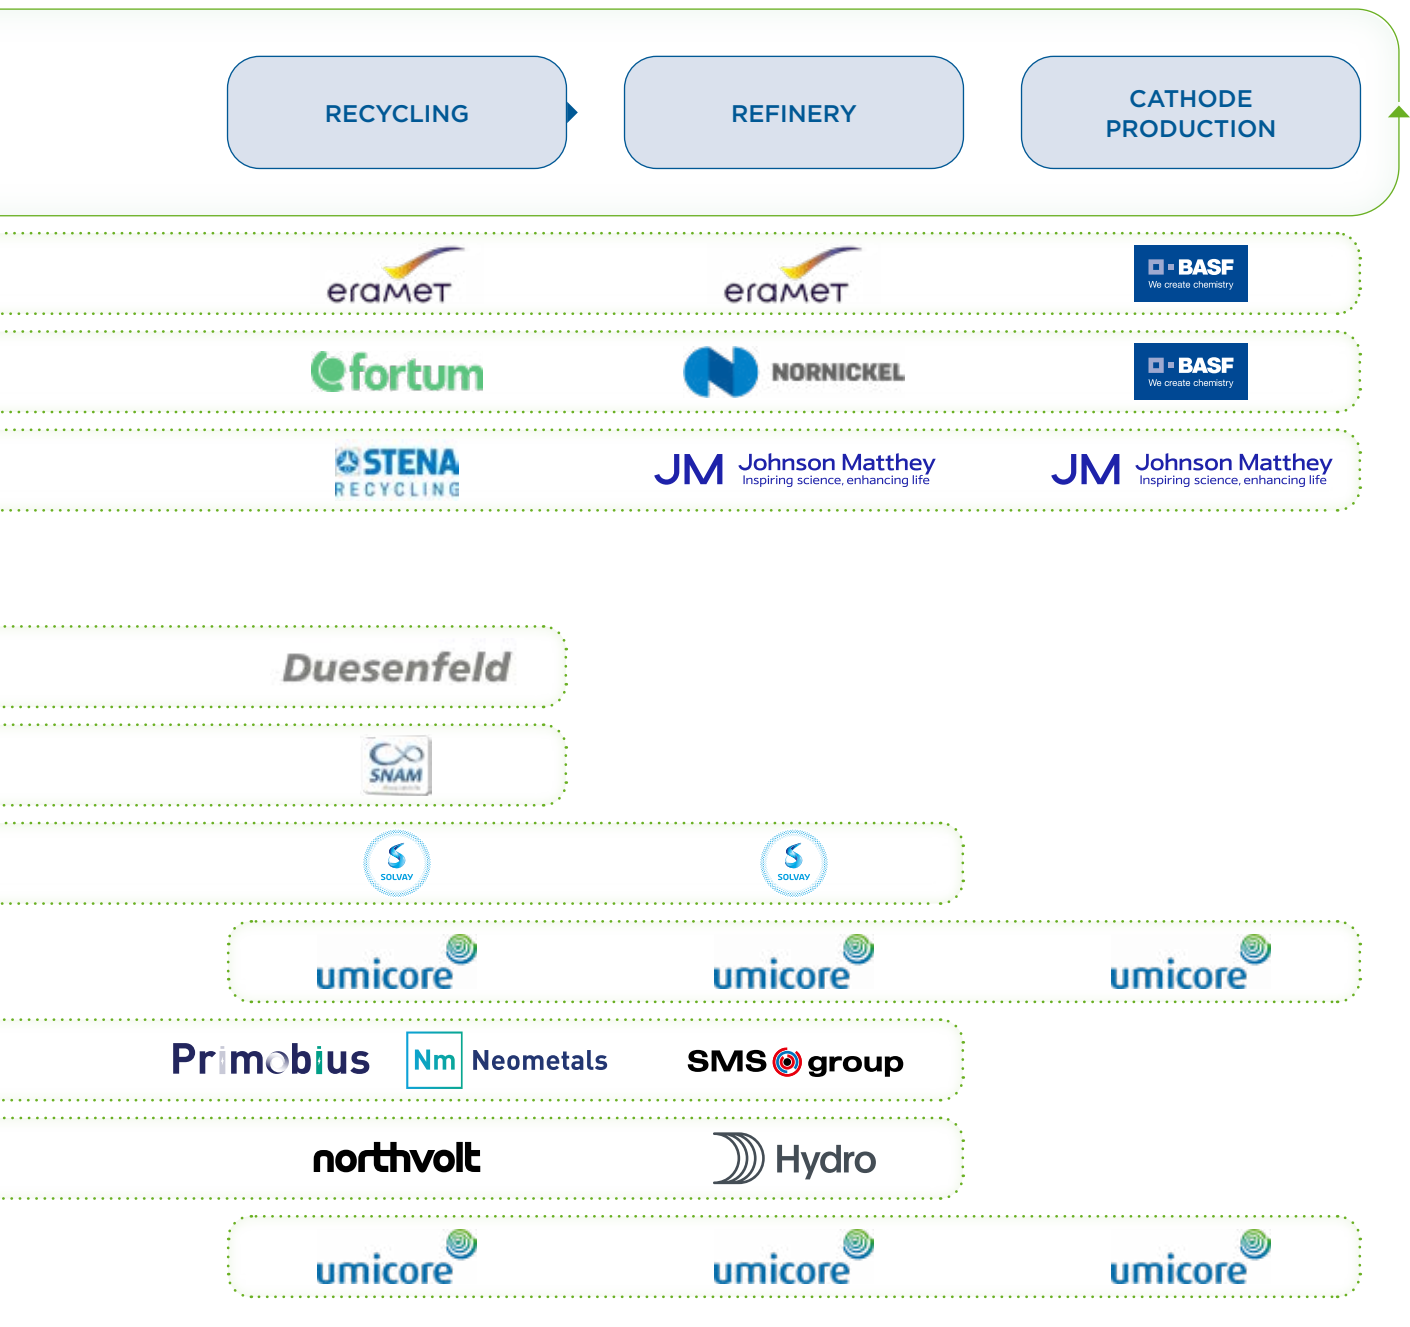 RECYCLING
REFINERY
CATHODE
PRODUCTION
eramet
eramet
BASF
We create chemistry
fortum
NORNICKEL
BASF
We create chemistry
STENA
RECYCLING
JM Johnson Matthey
Inspiring science, enhancing life
JM Johnson Matthey
Inspiring science, enhancing life
Duesenfeld
SNAM
S
SOLVAY
S
SOLVAY
umicore
umicore
umicore
Primobius
Nm Neometals
SMS group
northvolt
Hydro
umicore
umicore
umicore